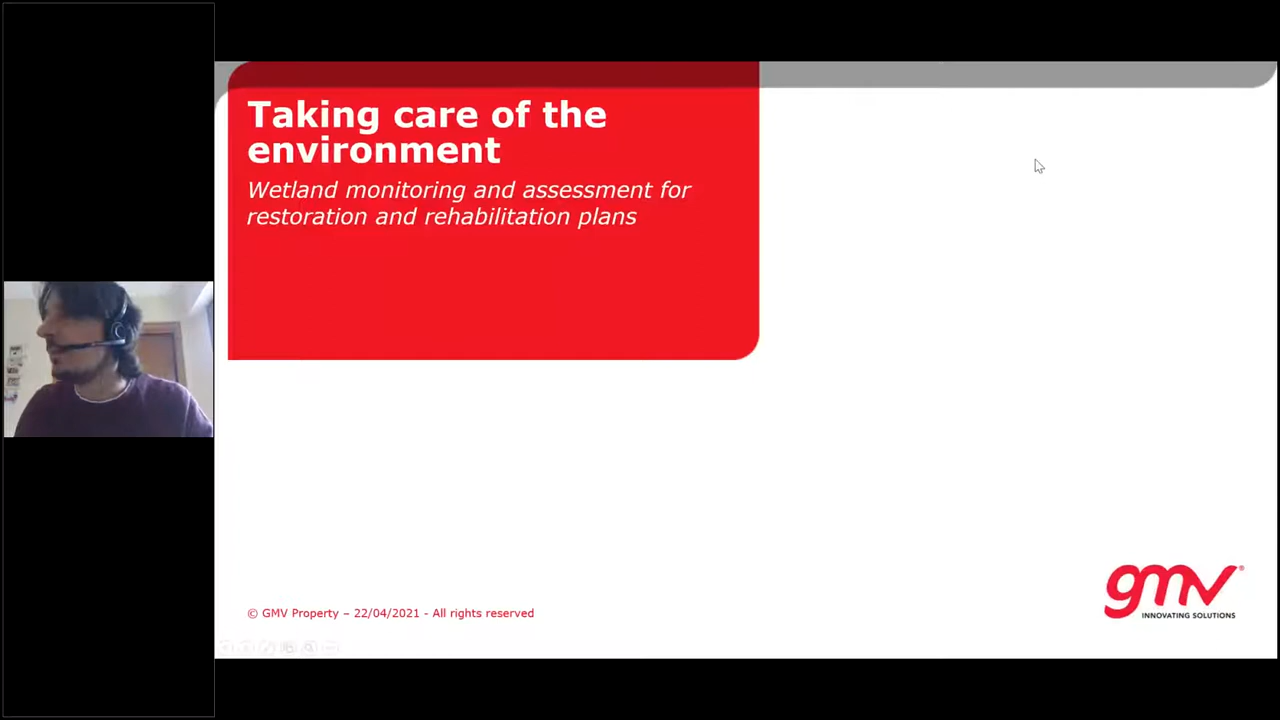 Taking care of the
environment
Wetland monitoring and assessment for
restoration and rehabilitation plans
© GMV Property – 22/04/2021 - All rights reserved
gmv®
INNOVATING SOLUTIONS